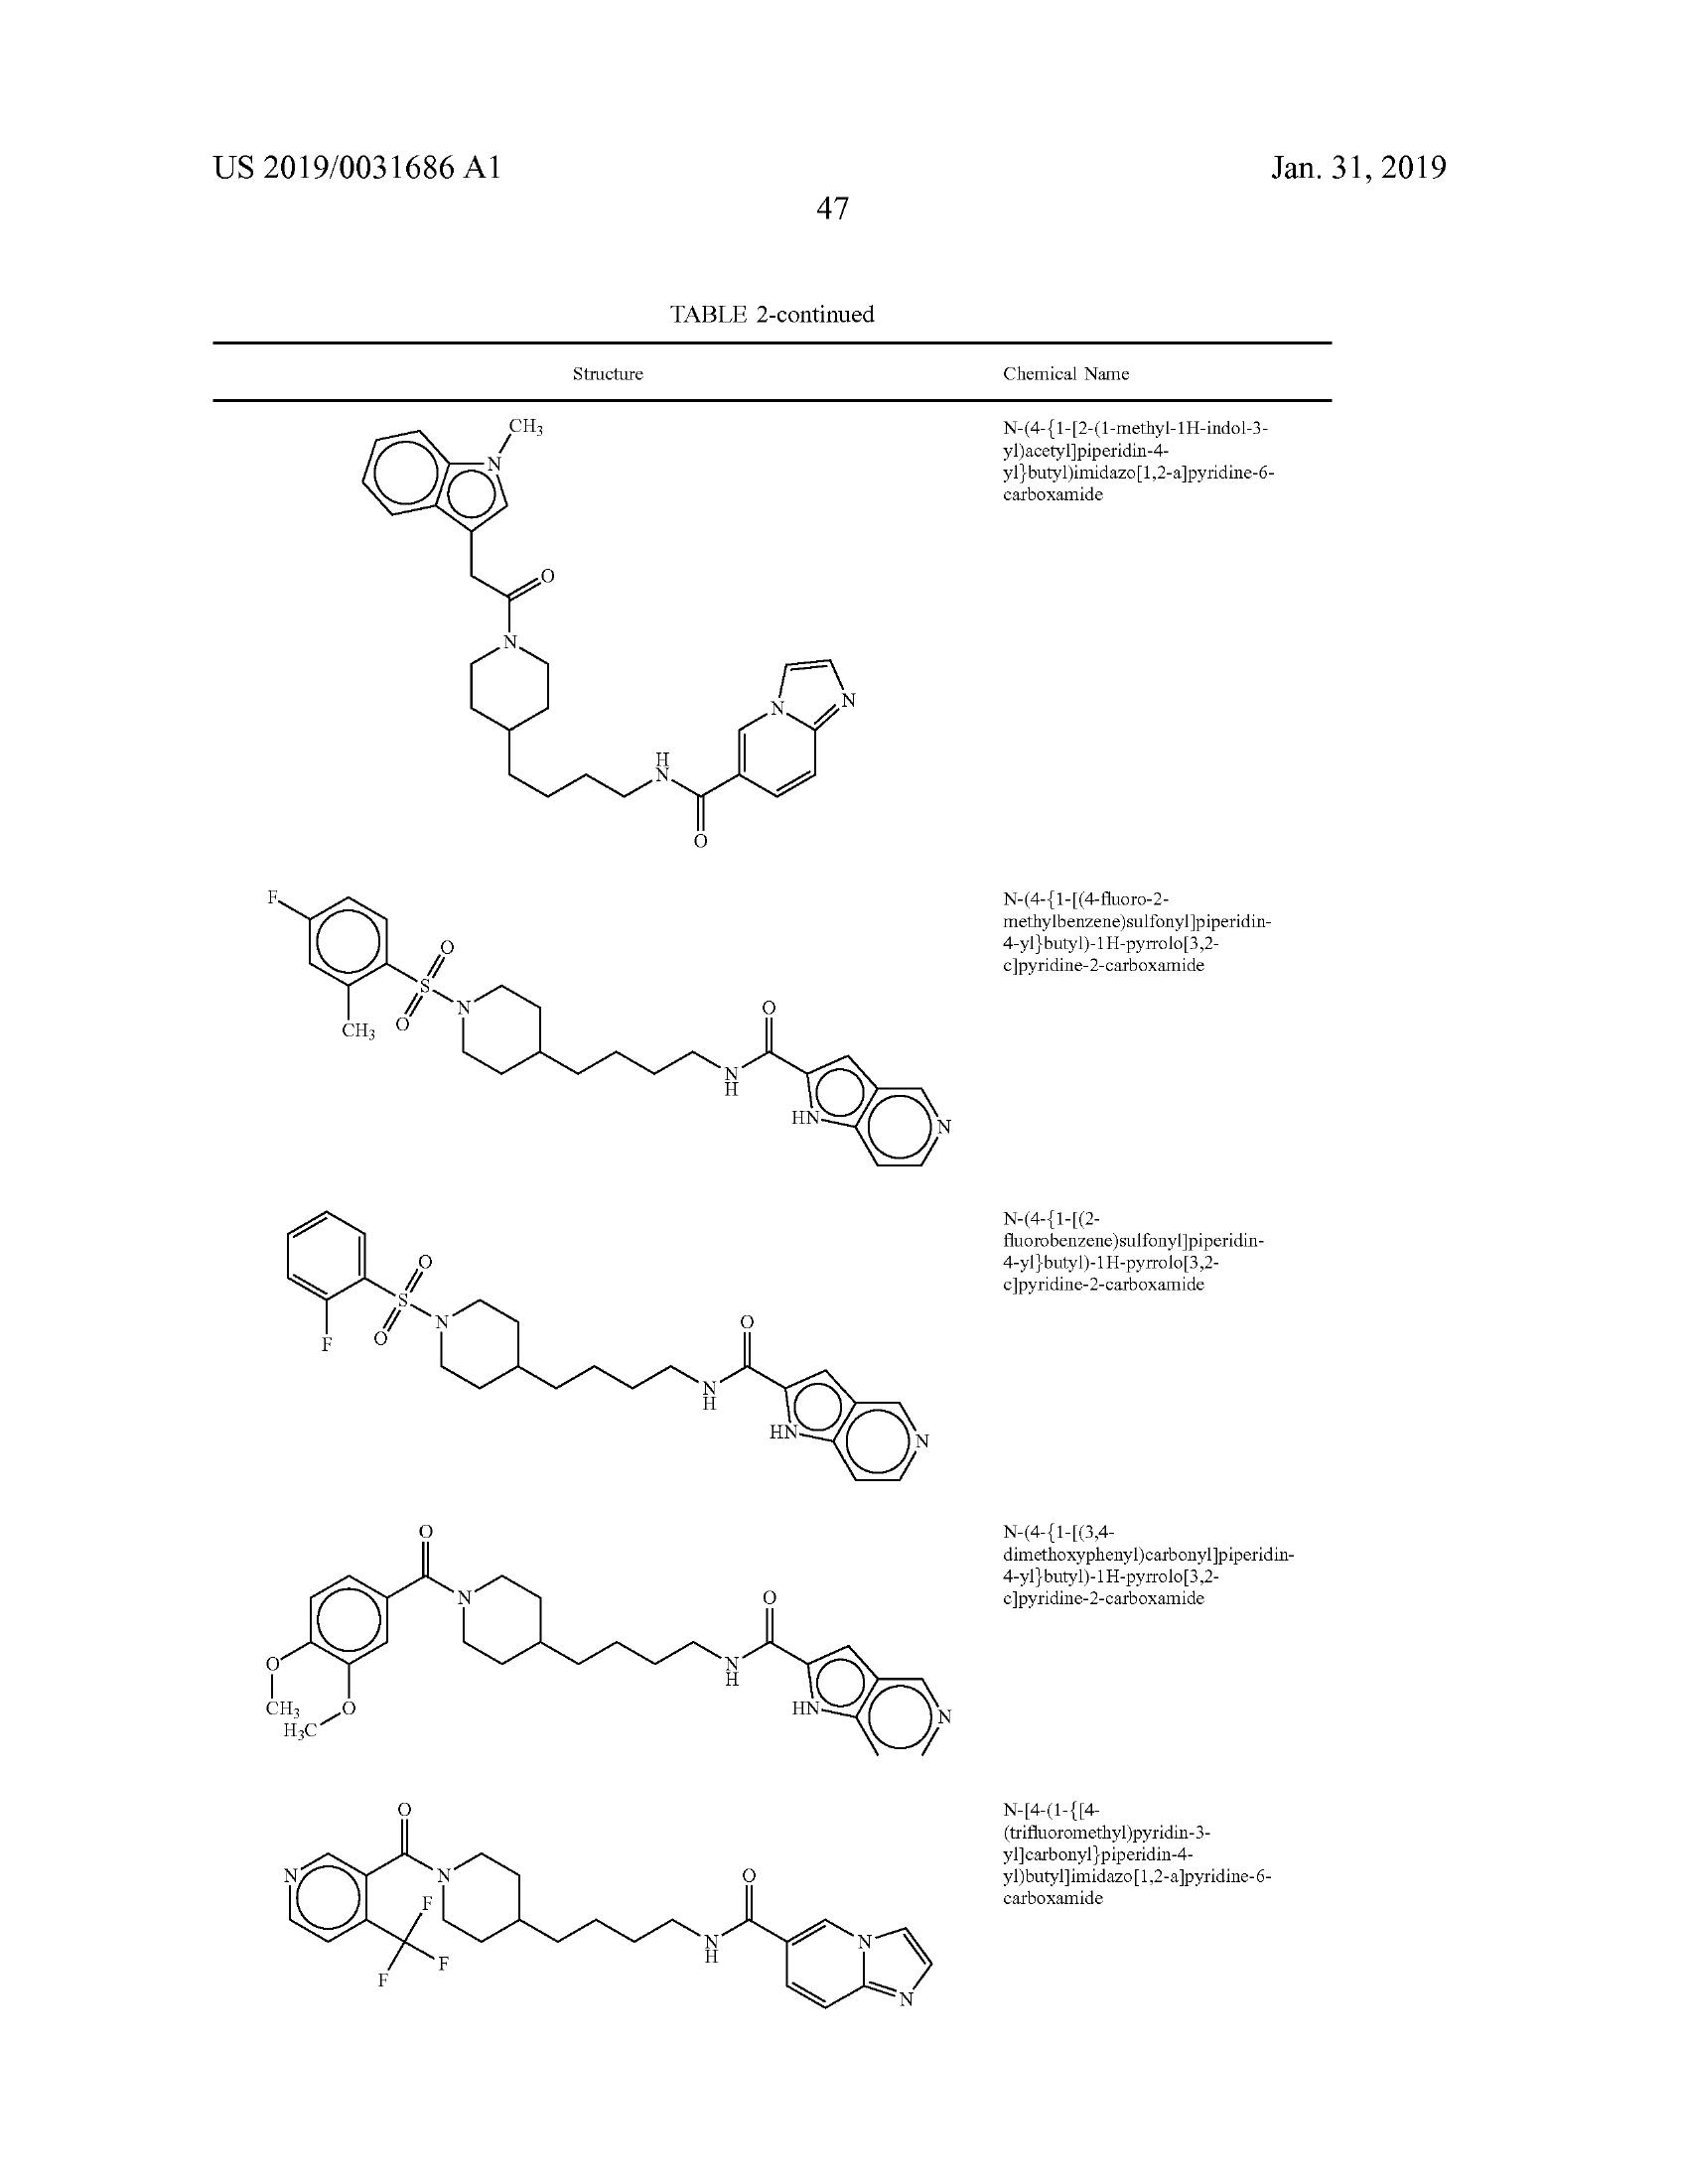 US 2019/0031686 A1
Jan. 31, 2019
47
TABLE 2-continued
Structure
Chemical Name
CH3
N
O
N
N
N
H
N
O
N-(4-{1-[2-(1-methyl-1H-indol-3-
yl)acetyl]piperidin-4-
yl}butyl)imidazo[1,2-a]pyridine-6-
carboxamide
F
O
S
N
O
CH3
O
N
H
HN
N
N-(4-{1-[(4-fluoro-2-
methylbenzene)sulfonyl]piperidin-
4-yl}butyl)-1H-pyrrolo[3,2-
c]pyridine-2-carboxamide
O
S
N
O
F
O
N
H
HN
N
N-(4-{1-[(2-
fluorobenzene)sulfonyl]piperidin-
4-yl}butyl)-1H-pyrrolo[3,2-
c]pyridine-2-carboxamide
O
N
O
O
N
H
O
CH3
H3C
HN
N
N-(4-{1-[(3,4-
dimethoxyphenyl)carbonyl]piperidin-
4-yl}butyl)-1H-pyrrolo[3,2-
c]pyridine-2-carboxamide
O
N
N
F
F
F
O
N
H
N
N
N-[4-(1-{[4-
(trifluoromethyl)pyridin-3-
yl]carbonyl}piperidin-4-
yl)butyl]imidazo[1,2-a]pyridine-6-
carboxamide